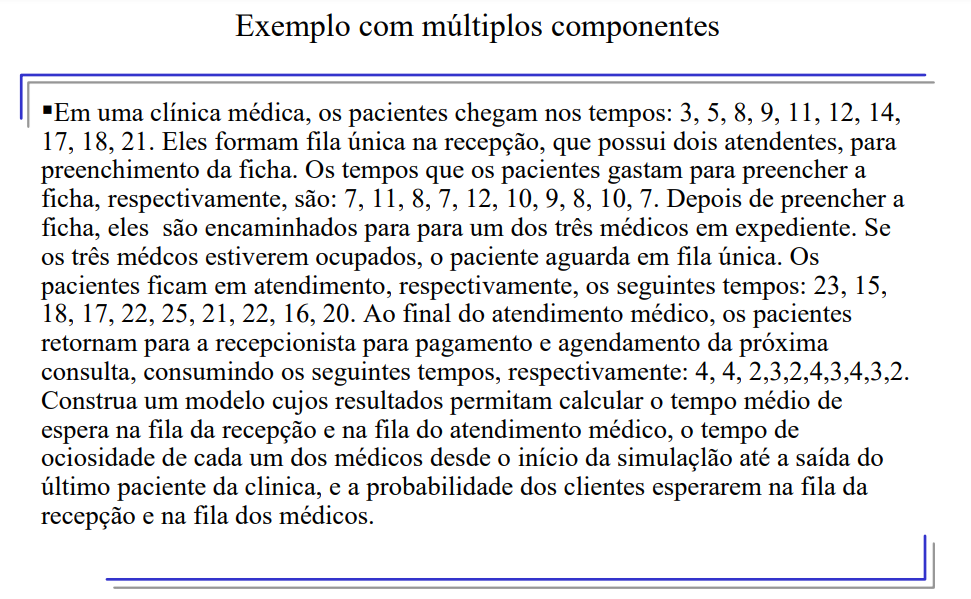 Exemplo com múltiplos componentes
▪Em uma clínica médica, os pacientes chegam nos tempos: 3, 5, 8, 9, 11, 12, 14,
17, 18, 21. Eles formam fila única na recepção, que possui dois atendentes, para
preenchimento da ficha. Os tempos que os pacientes gastam para preencher a
ficha, respectivamente, são: 7, 11, 8, 7, 12, 10, 9, 8, 10, 7. Depois de preencher a
ficha, eles são encaminhados para para um dos três médicos em expediente. Se
os três médcos estiverem ocupados, o paciente aguarda em fila única. Os
pacientes ficam em atendimento, respectivamente, os seguintes tempos: 23, 15,
18, 17, 22, 25, 21, 22, 16, 20. Ao final do atendimento médico, os pacientes
retornam para a recepcionista para pagamento e agendamento da próxima
consulta, consumindo os seguintes tempos, respectivamente: 4, 4, 2,3,2,4,3,4,3,2.
Construa um modelo cujos resultados permitam calcular o tempo médio de
espera na fila da recepção e na fila do atendimento médico, o tempo de
ociosidade de cada um dos médicos desde o início da simulaçlão até a saída do
último paciente da clinica, e a probabilidade dos clientes esperarem na fila da
recepção e na fila dos médicos.